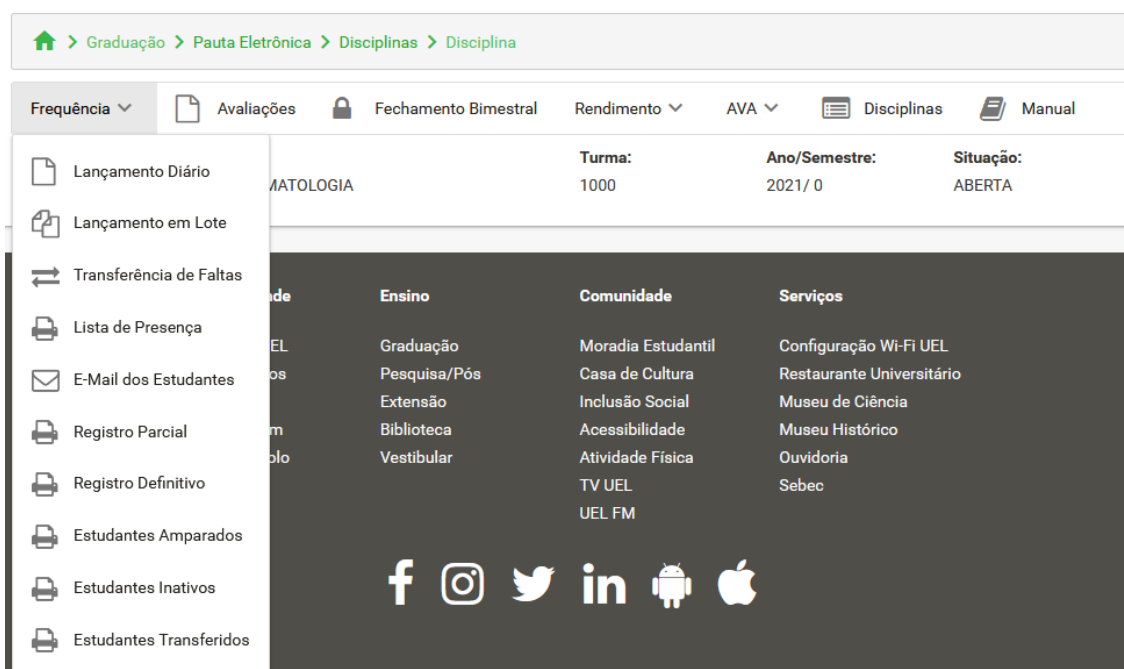 Graduação > Pauta Eletrônica > Disciplinas > Disciplina
Frequência Avaliações Fechamento Bimestral Rendimento AVA Disciplinas Manual
Lançamento Diário
Lançamento em Lote
Transferência de Faltas
Lista de Presença
E-Mail dos Estudantes
Registro Parcial
Registro Definitivo
Estudantes Amparados
Estudantes Inativos
Estudantes Transferidos
MATOLOGIA
Turma:
1000
Ano/Semestre:
2021/ 0
Situação:
ABERTA
de
EL
os
m
olo
Ensino
Graduação
Pesquisa/Pós
Extensão
Biblioteca
Vestibular
Comunidade
Moradia Estudantil
Casa de Cultura
Inclusão Social
Acessibilidade
Atividade Física
TV UEL
UEL FM
Serviços
Configuração Wi-Fi UEL
Restaurante Universitário
Museu de Ciência
Museu Histórico
Ouvidoria
Sebec